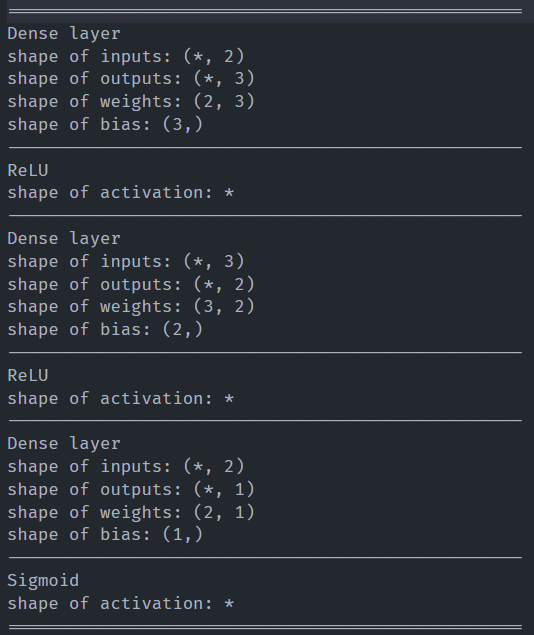 Dense layer
shape of inputs: (*, 2)
shape of outputs: (*, 3)
shape of weights: (2, 3)
shape of bias: (3,)
ReLU
shape of activation: *
Dense layer
shape of inputs: (*, 3)
shape of outputs: (*, 2)
shape of weights: (3, 2)
shape of bias: (2,)
ReLU
shape of activation: *
Dense layer
shape of inputs: (*, 2)
shape of outputs: (*, 1)
shape of weights: (2, 1)
shape of bias: (1,)
Sigmoid
shape of activation: *